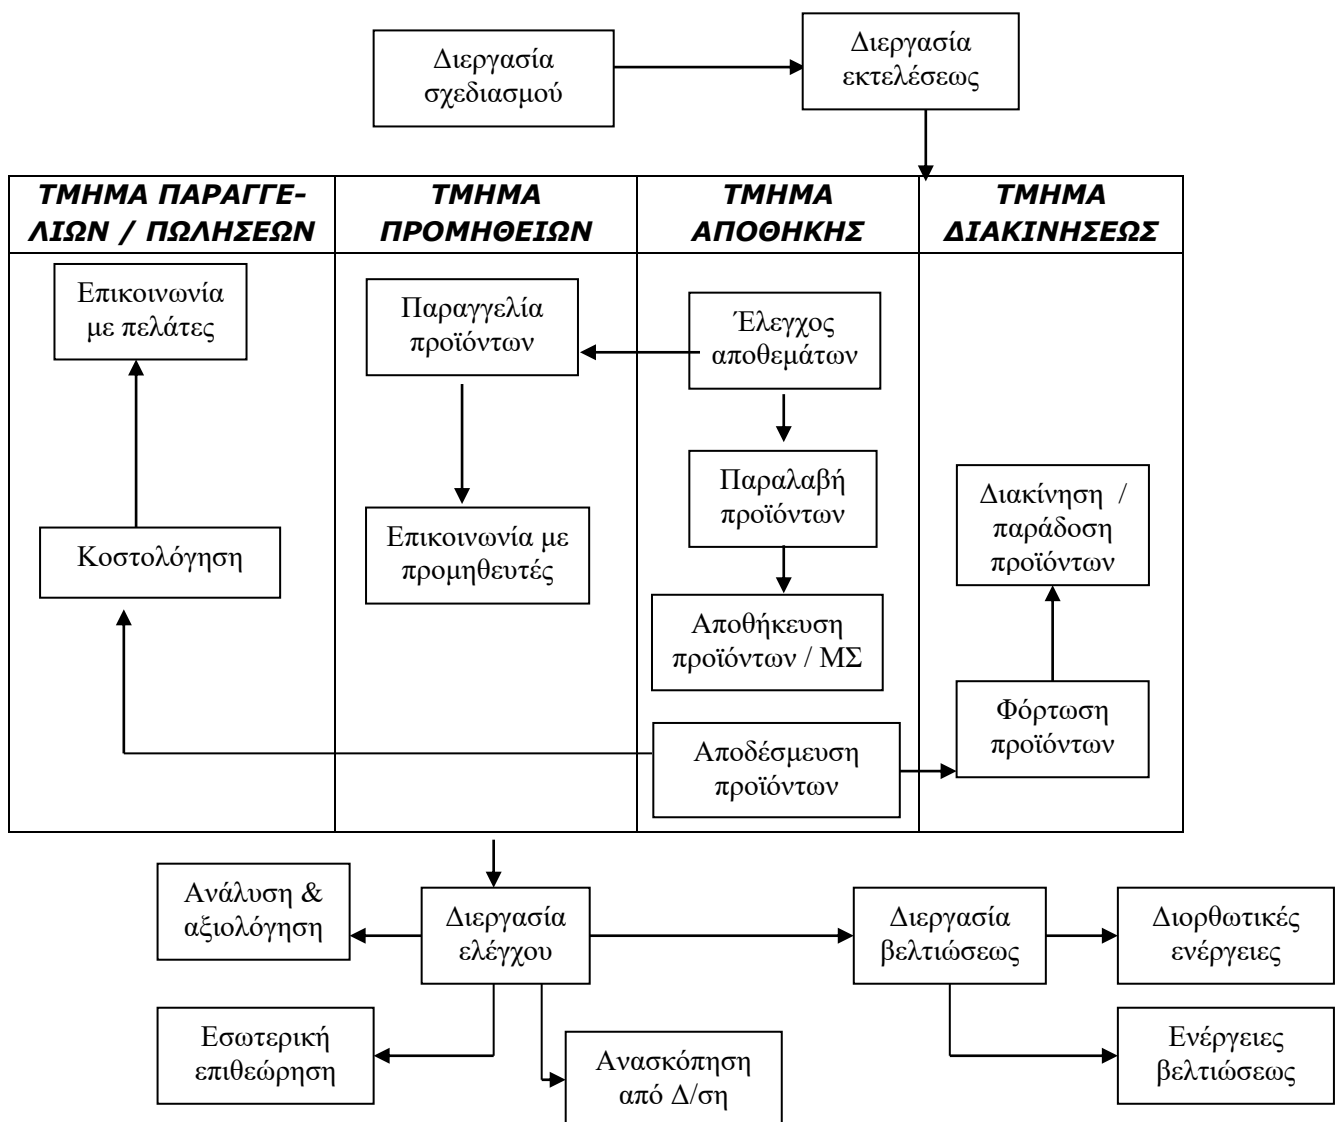 Διεργασία
σχεδιασμού
Διεργασία
εκτελέσεως
ΤΜΗΜΑ ΠΑΡΑΓΓΕ-
ΛΙΩΝ / ΠΩΛΗΣΕΩΝ
ΤΜΗΜΑ
ΠΡΟΜΗΘΕΙΩΝ
ΤΜΗΜΑ
ΑΠΟΘΗΚΗΣ
ΤΜΗΜΑ
ΔΙΑΚΙΝΗΣΕΩΣ
Επικοινωνία
με πελάτες
Κοστολόγηση
Παραγγελία
προϊόντων
Επικοινωνία με
προμηθευτές
Έλεγχος
αποθεμάτων
Παραλαβή
προϊόντων
Αποθήκευση
προϊόντων / ΜΣ
Αποδέσμευση
προϊόντων
Διακίνηση /
παράδοση
προϊόντων
Φόρτωση
προϊόντων
Ανάλυση &
αξιολόγηση
Διεργασία
ελέγχου
Διεργασία
βελτιώσεως
Διορθωτικές
ενέργειες
Εσωτερική
επιθεώρηση
Ανασκόπηση
από Δ/ση
Ενέργειες
βελτιώσεως